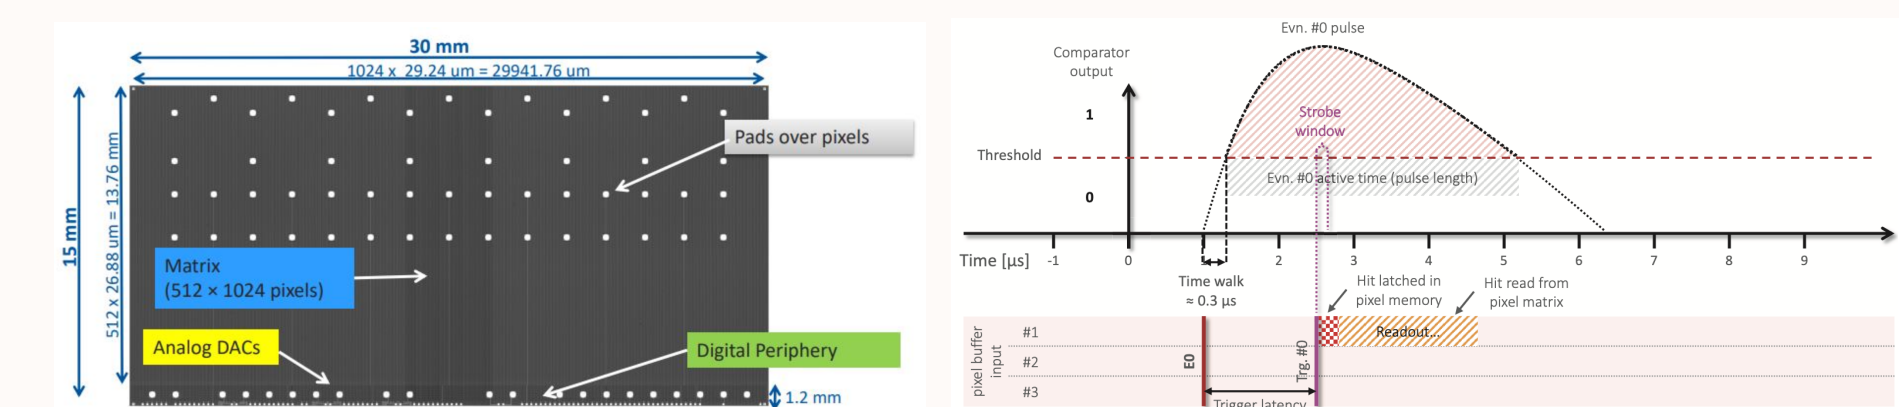 30 mm
1024 x 29.24 um = 29941.76 um
15 mm
512 x 26.88 um = 13.76 mm
Pads over pixels
Matrix
(512 × 1024 pixels)
Analog DACs
Digital Periphery
1.2 mm
Evn. #0 pulse
Comparator
output
1
Strobe
window
Threshold
Evn. #0 active time (pulse length)
0
Time [µs]
-1 0 1 2 3 4 5 6 7 8 9
Time walk
≈ 0.3 µs
Hit latched in
pixel memory
Hit read from
pixel matrix
pixel buffer
input
#1
#2
#3
E0
Trg. #0
Readout...
Trigger latency